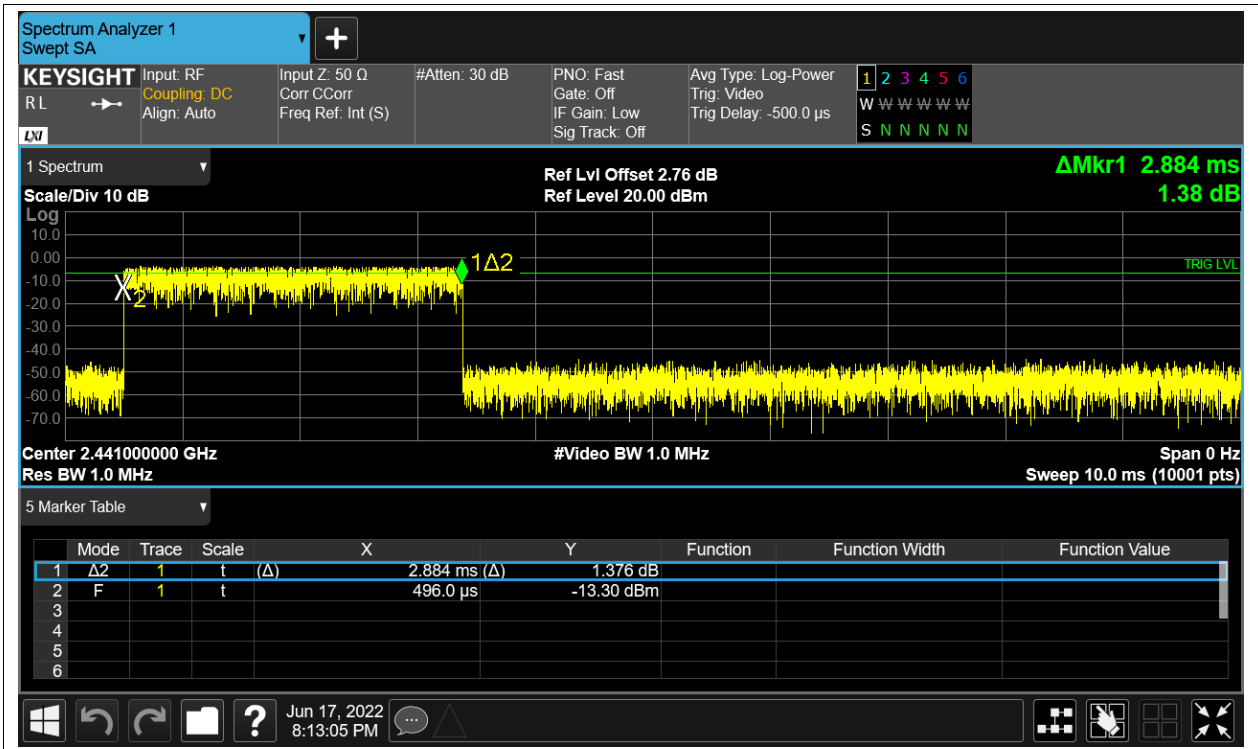 Spectrum Analyzer 1
Swept SA
KEYSIGHT Input: RF Input Z: 50 Ω #Atten: 30 dB PNO: Fast Avg Type: Log-Power 1 2 3 4 5 6
R L Coupling: DC Corr CCorr Gate: Off Trig: Video W W W W W W
Align: Auto Freq Ref: Int (S) IF Gain: Low Trig Delay: -500.0 µs S N N N N N
LXI Sig Track: Off
1 Spectrum Ref Lvl Offset 2.76 dB ΔMkr1 2.884 ms
Scale/Div 10 dB Ref Level 20.00 dBm 1.38 dB
Log
10.0
0.00 1Δ2 TRIG LVL
-10.0 2
-20.0
-30.0
-40.0
-50.0
-60.0
-70.0
Center 2.441000000 GHz #Video BW 1.0 MHz Span 0 Hz
Res BW 1.0 MHz Sweep 10.0 ms (10001 pts)
5 Marker Table
Mode Trace Scale X Y Function Function Width Function Value
1 Δ2 1 t (Δ) 2.884 ms (Δ) 1.376 dB
2 F 1 t 496.0 µs -13.30 dBm
3
4
5
6
? Jun 17, 2022
8:13:05 PM